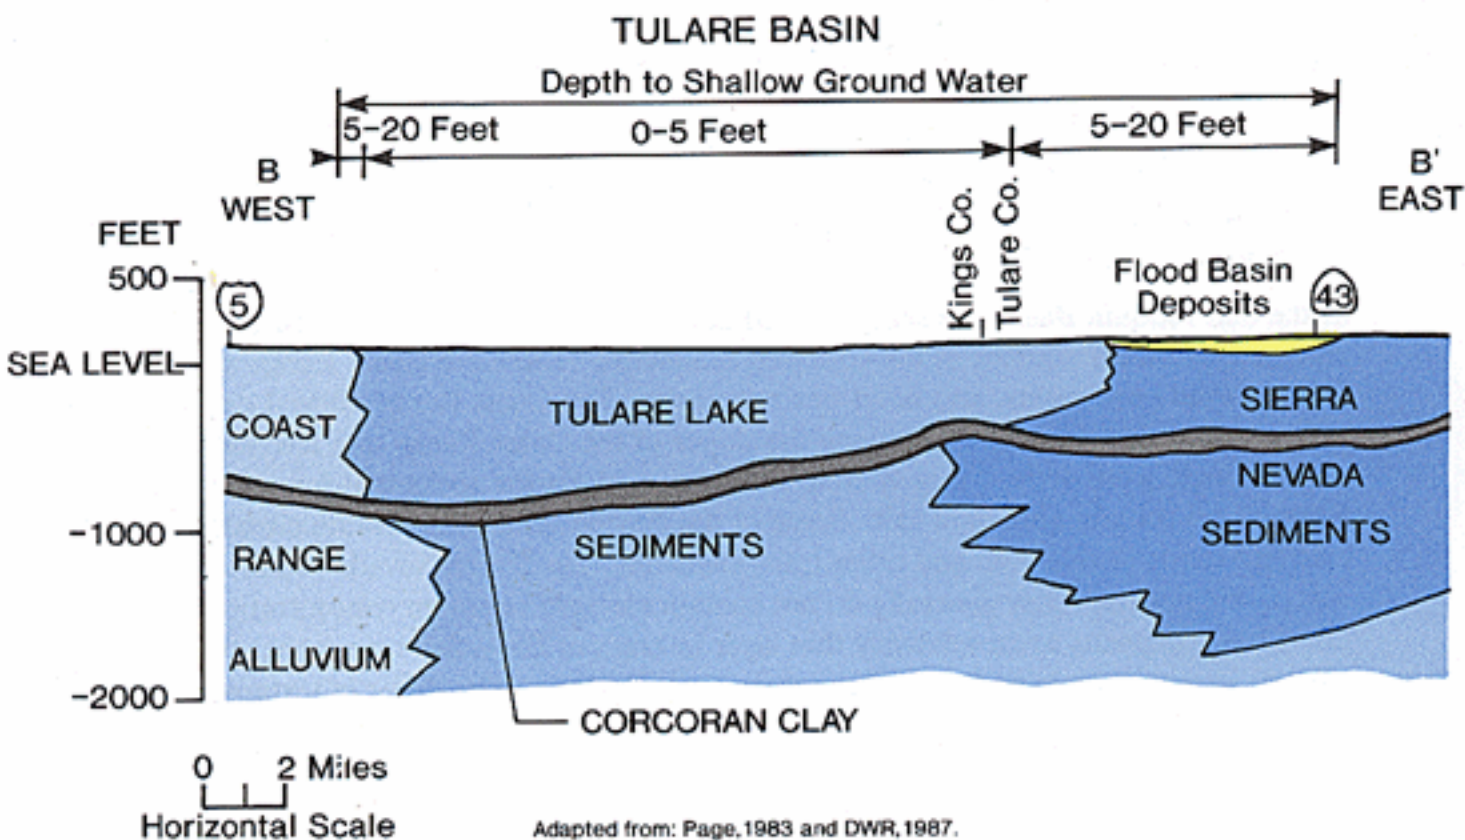 TULARE BASIN
Depth to Shallow Ground Water
5-20 Feet 0-5 Feet 5-20 Feet
B
WEST
B'
EAST
Kings Co.
Tulare Co.
FEET
500
SEA LEVEL
-1000
-2000
5
Flood Basin
Deposits
43
COAST
RANGE
ALLUVIUM
TULARE LAKE
SEDIMENTS
SIERRA
NEVADA
SEDIMENTS
CORCORAN CLAY
0 2 Miles
Horizontal Scale
Adapted from: Page,1983 and DWR,1987.